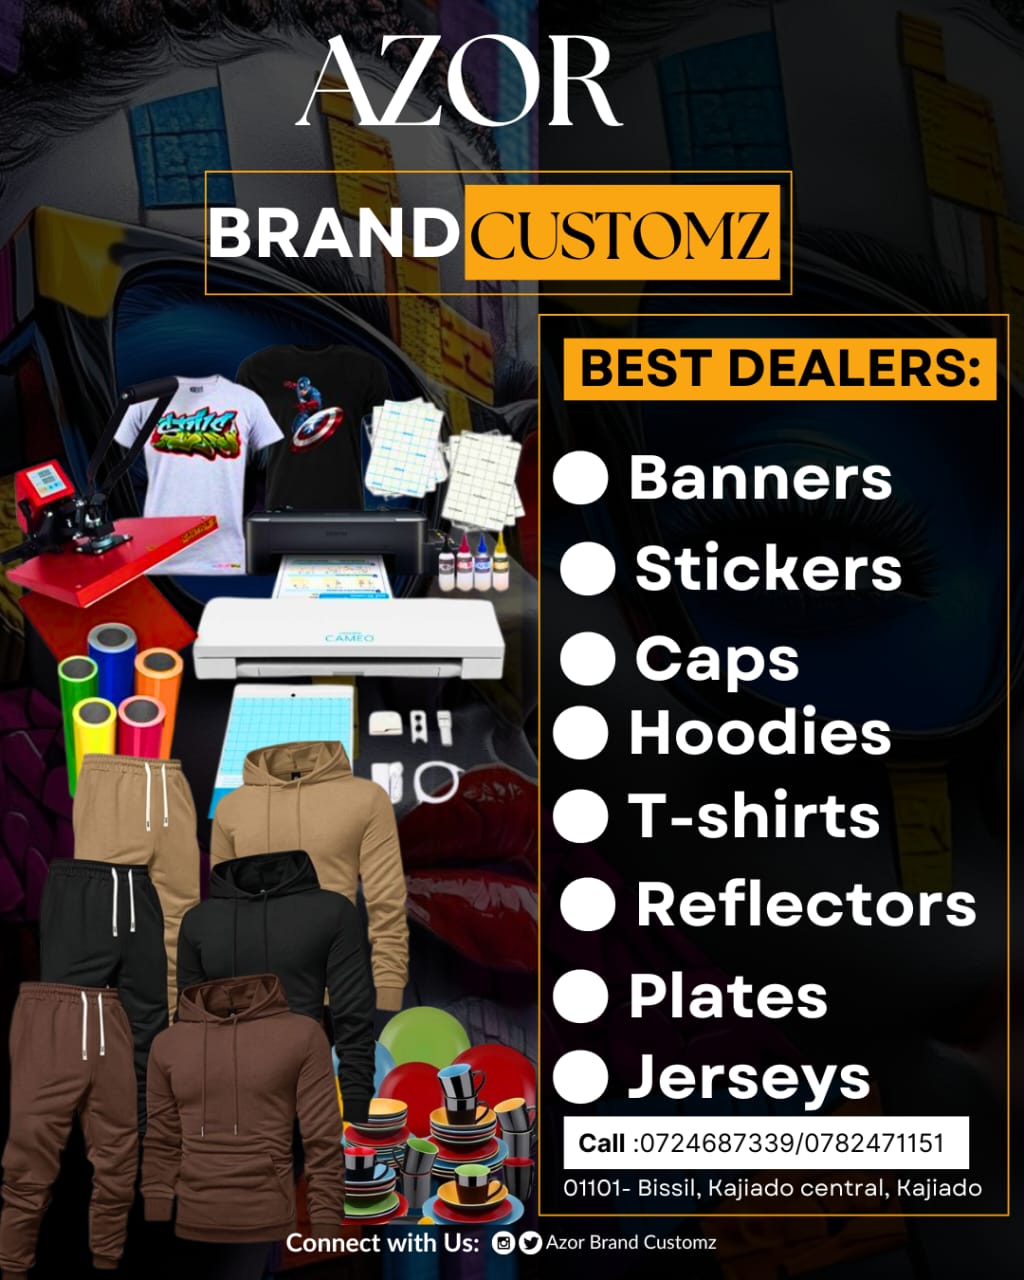 AZOR
BRAND CUSTOMZ
BEST DEALERS:
Banners
Stickers
Caps
Hoodies
T-shirts
Reflectors
Plates
Jerseys
Call :0724687339/0782471151
01101- Bissil, Kajiado central, Kajiado
CAMEO
Connect with Us: Azor Brand Customz